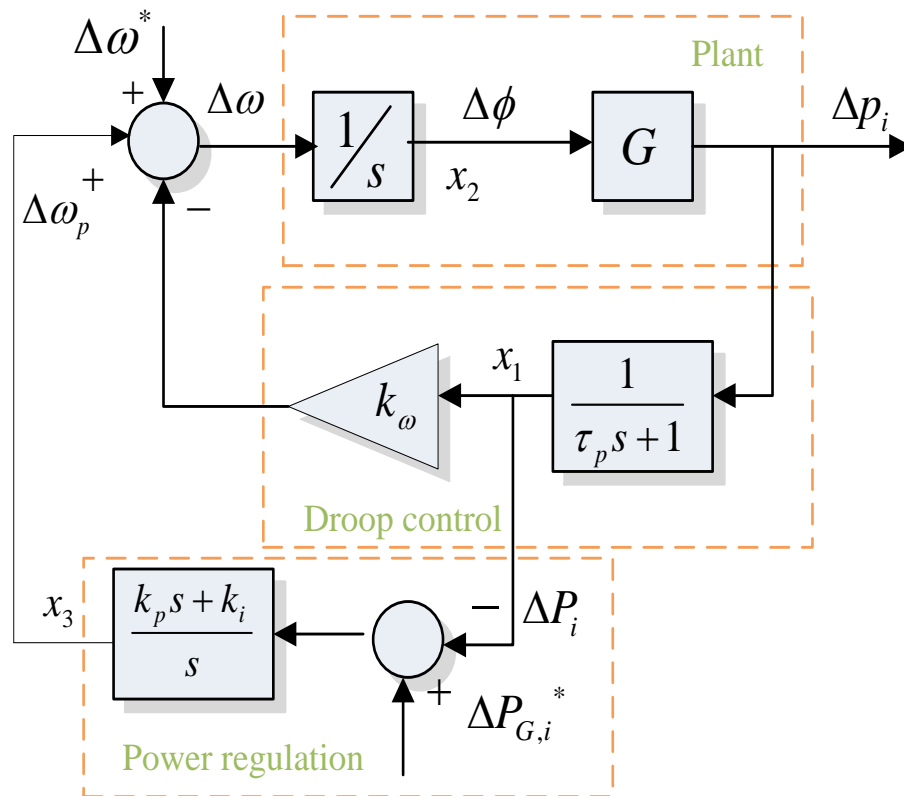 Δω*
Plant
+
Δω
1/s
Δϕ
G
Δp_i
x_2
+
Δω_p
−
x_1
k_ω
1
τ_p s + 1
Droop control
x_3
k_p s + k_i
s
−
ΔP_i
+
ΔP_{G,i}*
Power regulation